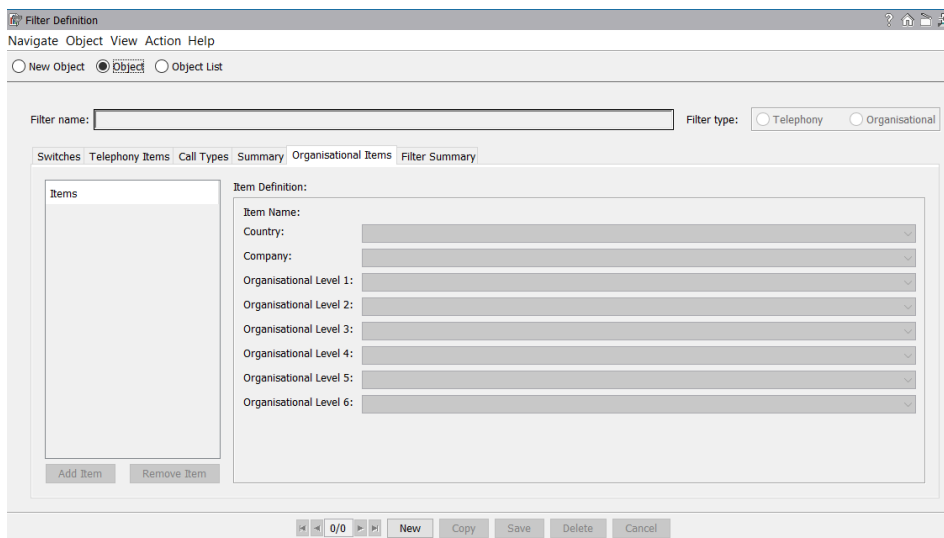 Filter Definition
Navigate Object View Action Help
New Object Object Object List
Filter name: Filter type: Telephony Organisational
Switches Telephony Items Call Types Summary Organisational Items Filter Summary
Items
Item Definition:
Item Name:
Country:
Company:
Organisational Level 1:
Organisational Level 2:
Organisational Level 3:
Organisational Level 4:
Organisational Level 5:
Organisational Level 6:
Add Item Remove Item
0/0 New Copy Save Delete Cancel